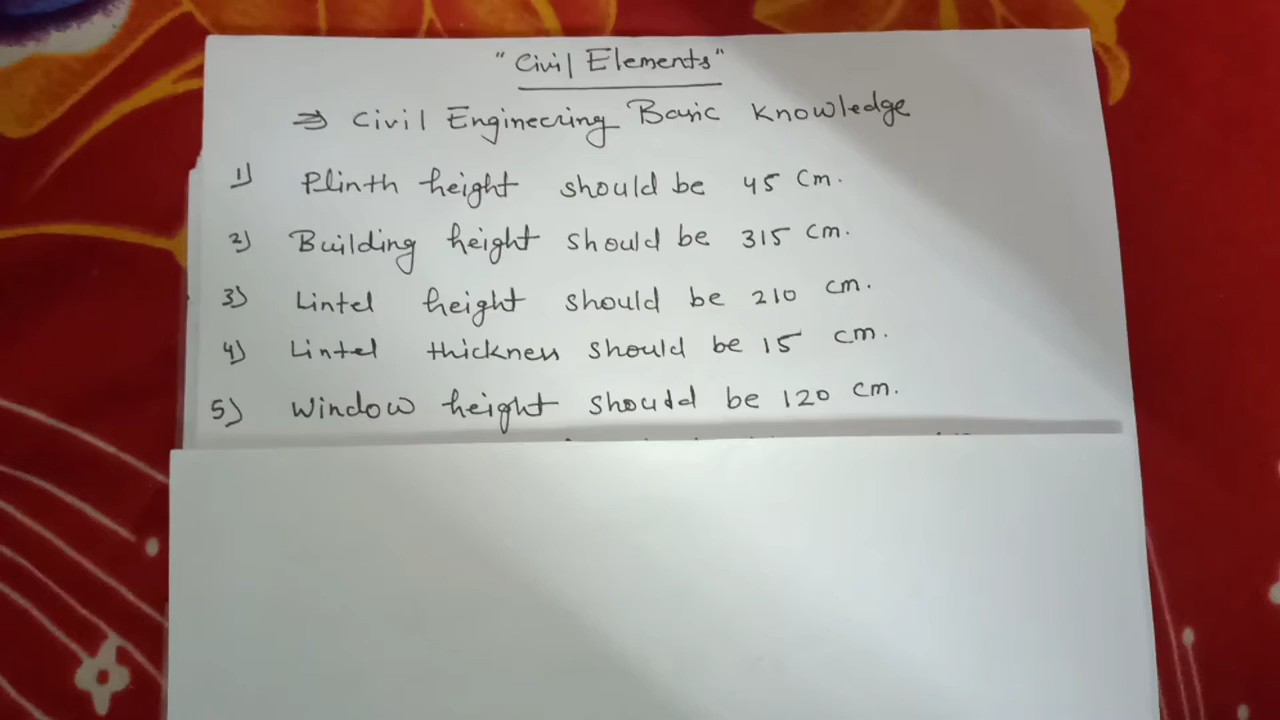 "Civil Elements"
⇒ Civil Engineering Basic Knowledge
1) Plinth height should be 45 cm.
2) Building height should be 315 cm.
3) Lintel height should be 210 cm.
4) Lintel thickness should be 15 cm.
5) Window height should be 120 cm.